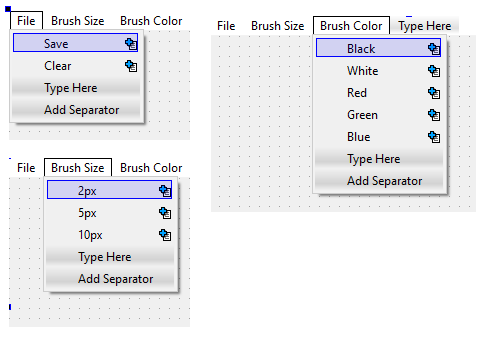 File Brush Size Brush Color
Save
Clear
Type Here
Add Separator
File Brush Size Brush Color
2px
5px
10px
Type Here
Add Separator
File Brush Size Brush Color Type Here
Black
White
Red
Green
Blue
Type Here
Add Separator